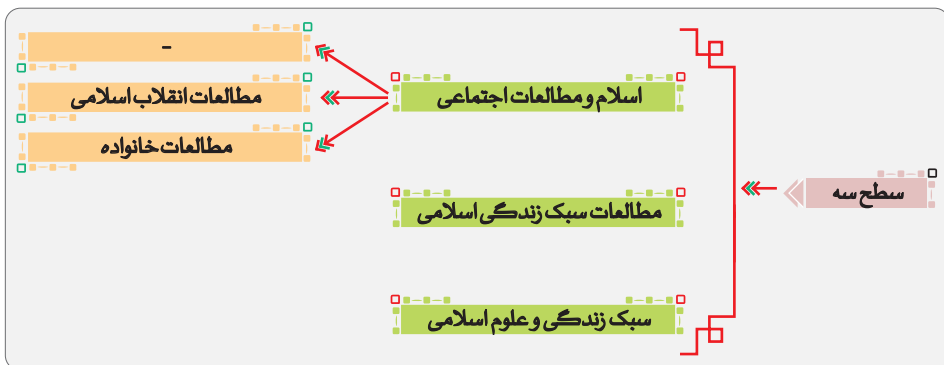 سطح سه
اسلام و مطالعات اجتماعی
-
مطالعات انقلاب اسلامی
مطالعات خانواده
مطالعات سبک زندگی اسلامی
سبک زندگی و علوم اسلامی